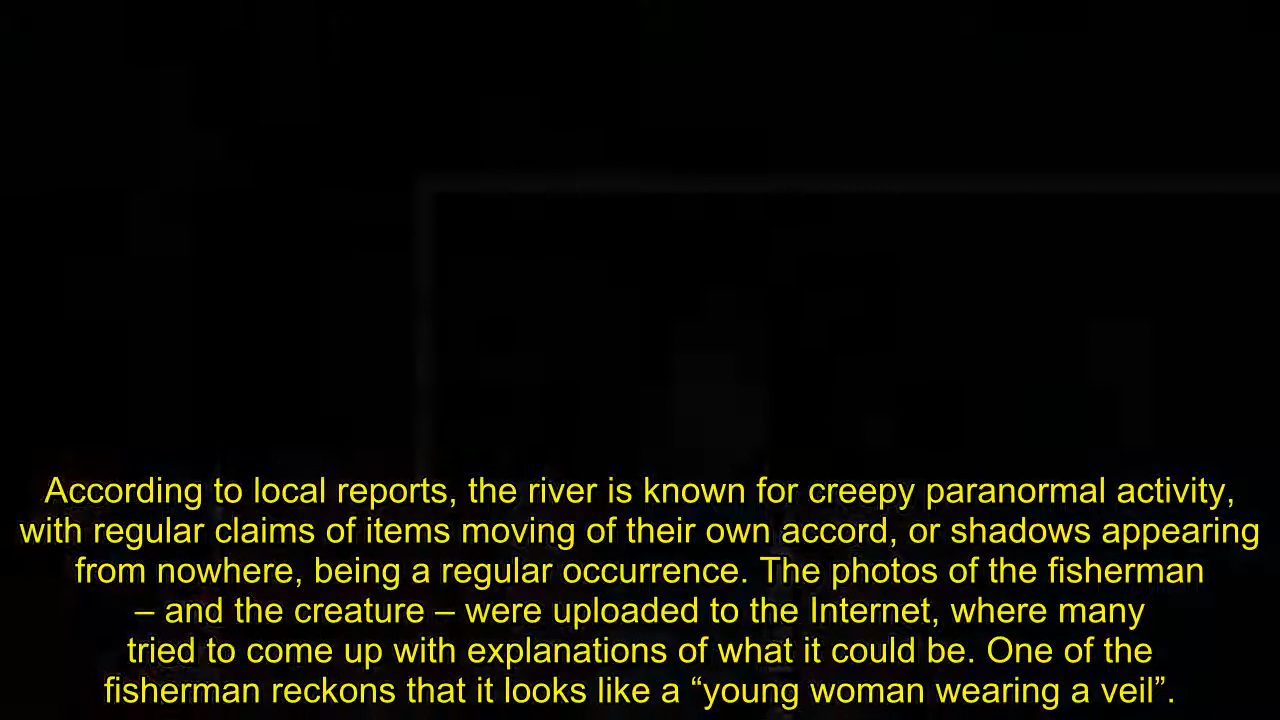 According to local reports, the river is known for creepy paranormal activity,
with regular claims of items moving of their own accord, or shadows appearing
from nowhere, being a regular occurrence. The photos of the fisherman
– and the creature – were uploaded to the Internet, where many
tried to come up with explanations of what it could be. One of the
fisherman reckons that it looks like a “young woman wearing a veil”.